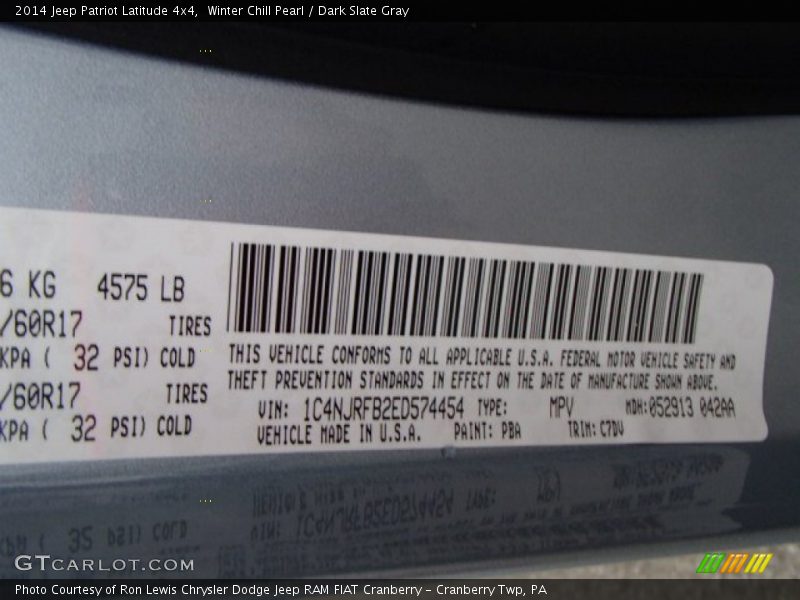 2014 Jeep Patriot Latitude 4x4, Winter Chill Pearl / Dark Slate Gray
6 KG 4575 LB
/60R17 TIRES
KPA ( 32 PSI) COLD
/60R17 TIRES
KPA ( 32 PSI) COLD
THIS VEHICLE CONFORMS TO ALL APPLICABLE U.S.A. FEDERAL MOTOR VEHICLE SAFETY AND
THEFT PREVENTION STANDARDS IN EFFECT ON THE DATE OF MANUFACTURE SHOWN ABOVE.
VIN: 1C4NJRFB2ED574454 TYPE: MPV MDH:052913 042AA
VEHICLE MADE IN U.S.A. PAINT: PBA TRIM: C7DV
GTCARLOT.COM
Photo Courtesy of Ron Lewis Chrysler Dodge Jeep RAM FIAT Cranberry - Cranberry Twp, PA